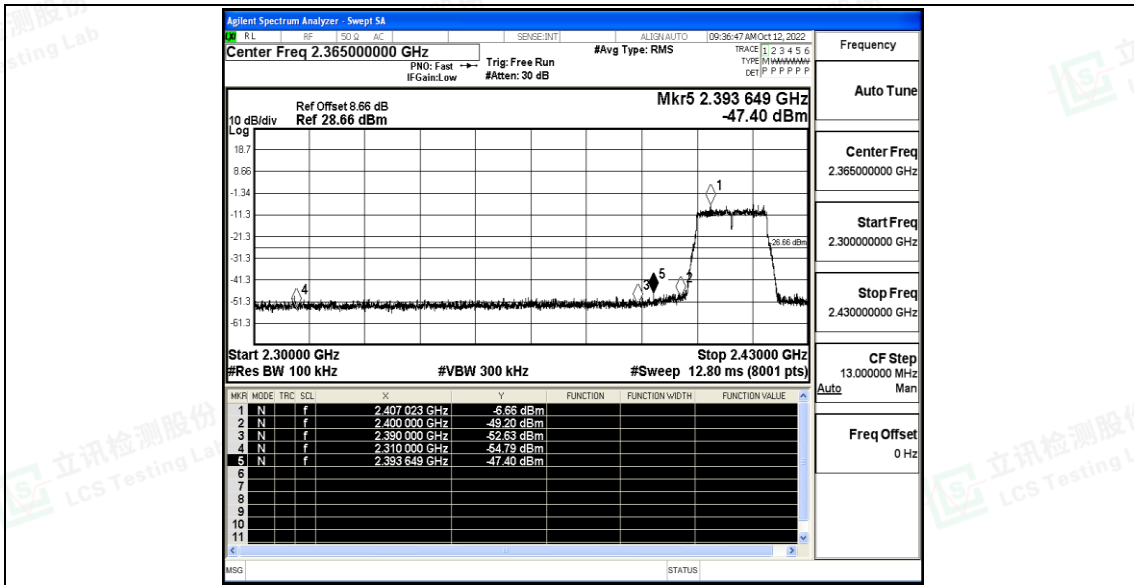 Agilent Spectrum Analyzer - Swept SA
RL RF 50 Ω AC SENSE:INT ALIGN AUTO 09:36:47 AM Oct 12, 2022
Center Freq 2.365000000 GHz
PNO: Fast
IFGain:Low
Trig: Free Run
#Atten: 30 dB
#Avg Type: RMS
TRACE 1 2 3 4 5 6
TYPE M
DET P P P P P P
Ref Offset 8.66 dB
10 dB/div Ref 28.66 dBm
Log
Mkr5 2.393 649 GHz
-47.40 dBm
18.7
8.66
-1.34
-11.3
-21.3
-31.3
-41.3
-51.3
-61.3
1
2
3
4
5
-26.66 dBm
Start 2.30000 GHz Stop 2.43000 GHz
#Res BW 100 kHz #VBW 300 kHz #Sweep 12.80 ms (8001 pts)
MKR MODE TRC SCL X Y FUNCTION FUNCTION WIDTH FUNCTION VALUE
1 N f 2.407 023 GHz -6.66 dBm
2 N f 2.400 000 GHz -49.20 dBm
3 N f 2.390 000 GHz -52.63 dBm
4 N f 2.310 000 GHz -54.79 dBm
5 N f 2.393 649 GHz -47.40 dBm
6
7
8
9
10
11
MSG STATUS
Frequency
Auto Tune
Center Freq
2.365000000 GHz
Start Freq
2.300000000 GHz
Stop Freq
2.430000000 GHz
CF Step
13.000000 MHz
Auto Man
Freq Offset
0 Hz
立讯检测股份
LCS Testing Lab
立讯检测股份
LCS Testing L